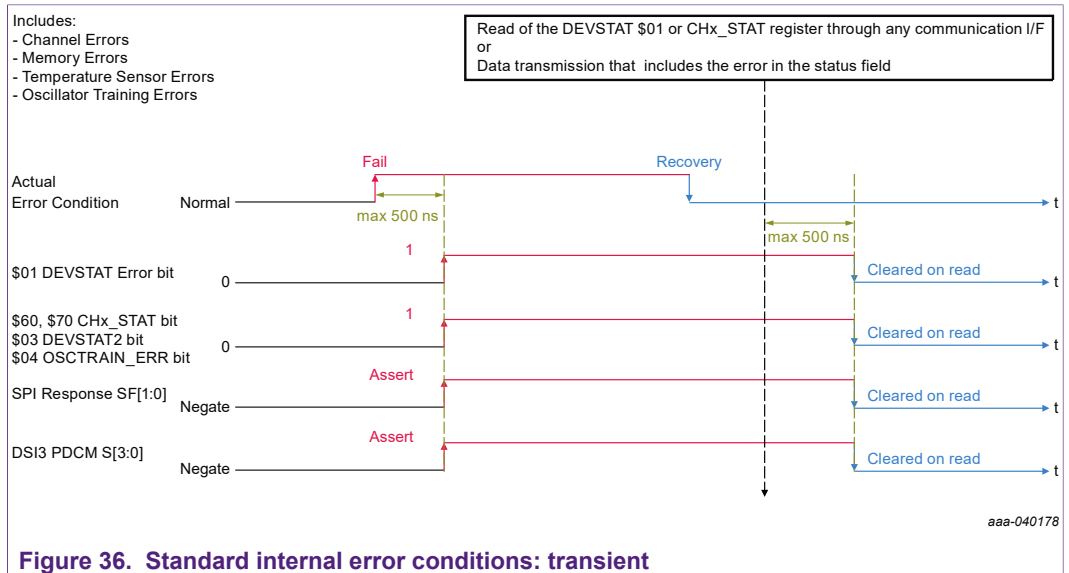 Includes:
- Channel Errors
- Memory Errors
- Temperature Sensor Errors
- Oscillator Training Errors
Read of the DEVSTAT $01 or CHx_STAT register through any communication I/F
or
Data transmission that includes the error in the status field
Fail
Recovery
Actual
Error Condition
Normal
t
max 500 ns
max 500 ns
1
$01 DEVSTAT Error bit
0
Cleared on read
t
1
$60, $70 CHx_STAT bit
$03 DEVSTAT2 bit
$04 OSCTRAIN_ERR bit
0
Cleared on read
t
Assert
SPI Response SF[1:0]
Negate
Cleared on read
t
Assert
DSI3 PDCM S[3:0]
Negate
Cleared on read
t
aaa-040178
Figure 36. Standard internal error conditions: transient